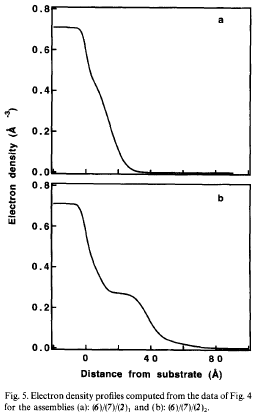 a
0.8
0.6
0.4
0.2
0.0
b
0.8
0.6
0.4
0.2
0.0
Electron density (Å⁻³)
0 40 80
Distance from substrate (Å)
Fig. 5. Electron density profiles computed from the data of Fig. 4
for the assemblies (a): (6)/(7)/(2)₁ and (b): (6)/(7)/(2)₂.